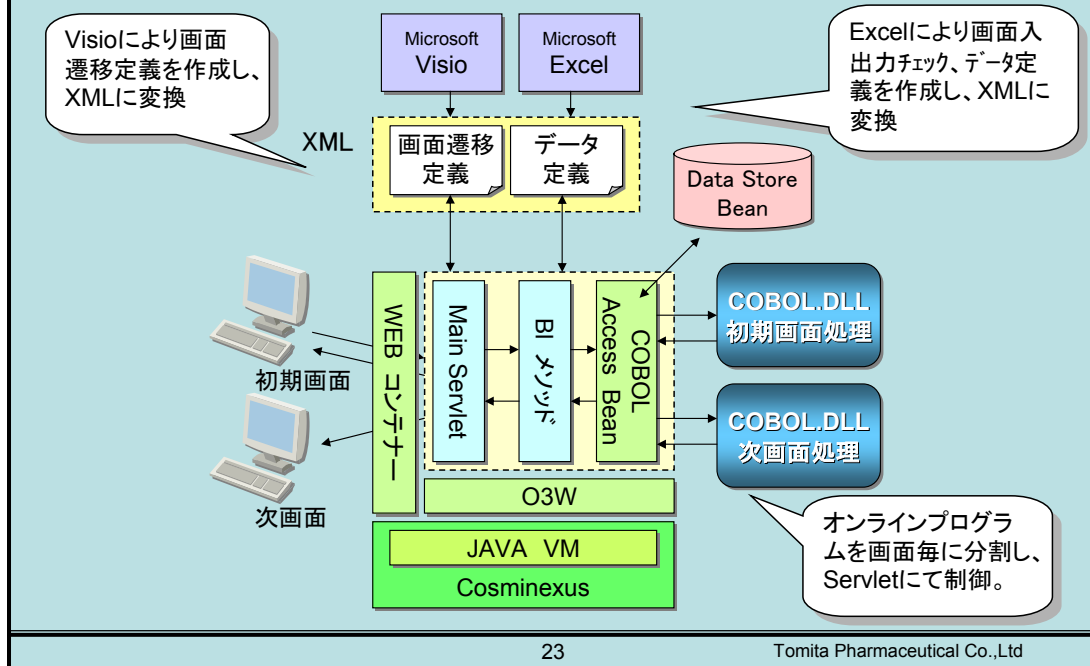 Visioにより画面
遷移定義を作成し、
XMLに変換
Microsoft
Visio
Microsoft
Excel
Excelにより画面入
出力ﾁｪｯｸ、ﾃﾞｰﾀ定
義を作成し、XMLに
変換
XML
画面遷移
定義
データ
定義
Data Store
Bean
初期画面
次画面
WEB コンテナー
Main Servlet
BI メソッド
COBOL
Access Bean
COBOL.DLL
初期画面処理
COBOL.DLL
次画面処理
O3W
JAVA VM
Cosminexus
オンラインプログラ
ムを画面毎に分割し、
Servletにて制御。
23
Tomita Pharmaceutical Co.,Ltd